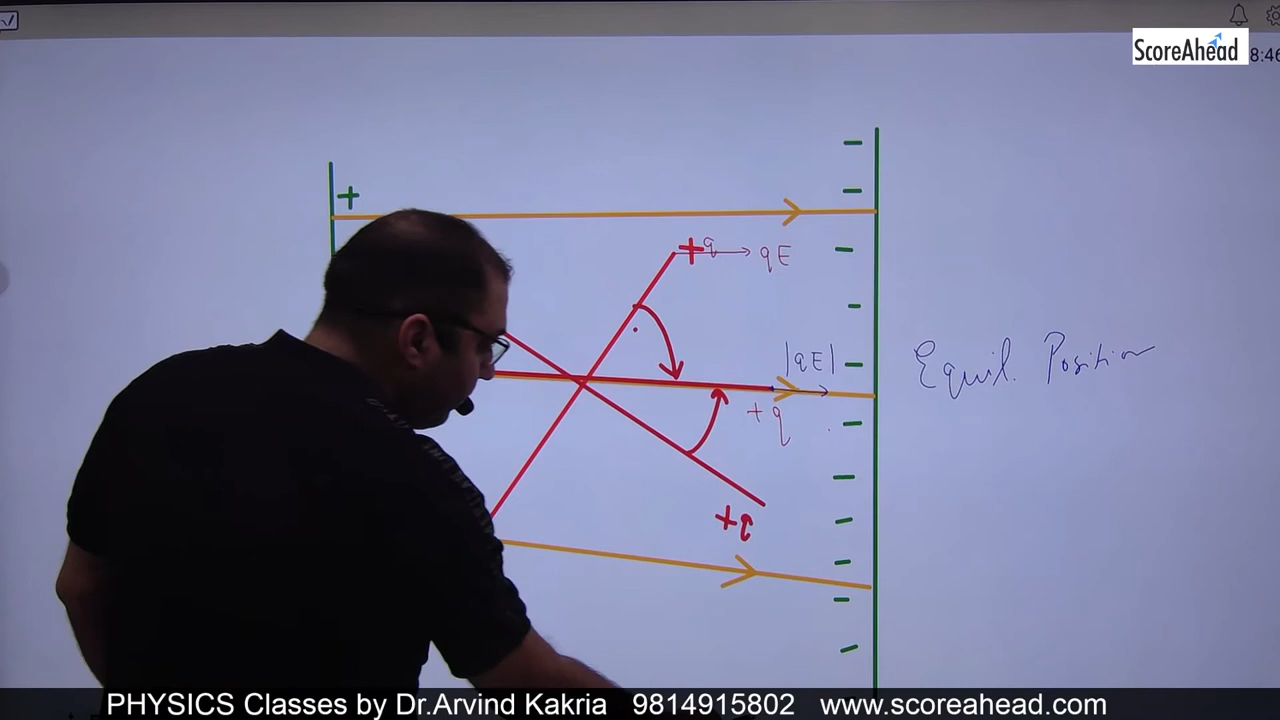 ScoreAhead
8:46
+
+q
qE
|qE|
Equil. Position
+q
+q
PHYSICS Classes by Dr.Arvind Kakria 9814915802 www.scoreahead.com